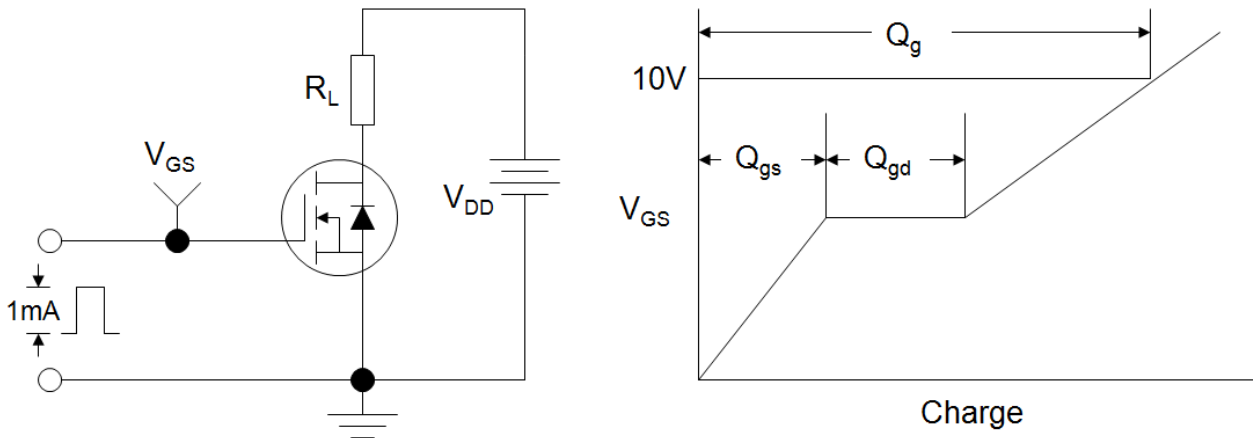 R_L
V_GS
V_DD
1mA
Q_g
10V
Q_gs
Q_gd
V_GS
Charge